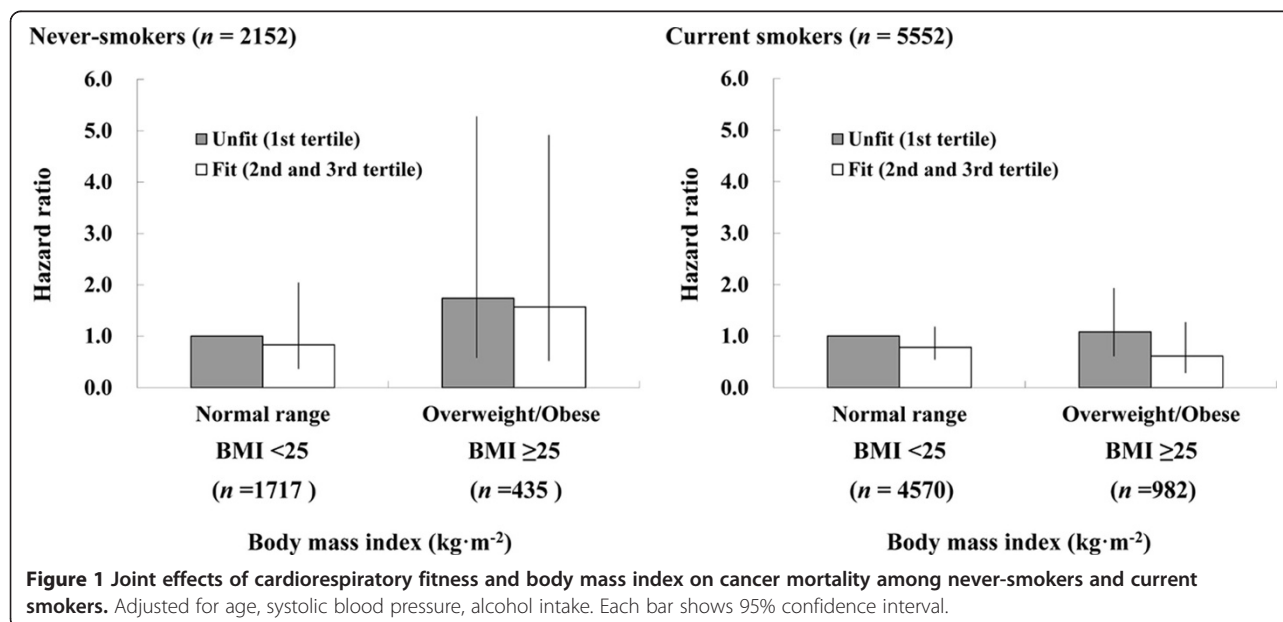 Never-smokers (n = 2152)
6.0
5.0
4.0
3.0
2.0
1.0
0.0
Hazard ratio
Unfit (1st tertile)
Fit (2nd and 3rd tertile)
Normal range
BMI <25
(n =1717 )
Overweight/Obese
BMI ≥25
(n =435 )
Body mass index (kg·m-2)
Current smokers (n = 5552)
6.0
5.0
4.0
3.0
2.0
1.0
0.0
Hazard ratio
Unfit (1st tertile)
Fit (2nd and 3rd tertile)
Normal range
BMI <25
(n = 4570)
Overweight/Obese
BMI ≥25
(n =982)
Body mass index (kg·m-2)
Figure 1 Joint effects of cardiorespiratory fitness and body mass index on cancer mortality among never-smokers and current
smokers. Adjusted for age, systolic blood pressure, alcohol intake. Each bar shows 95% confidence interval.